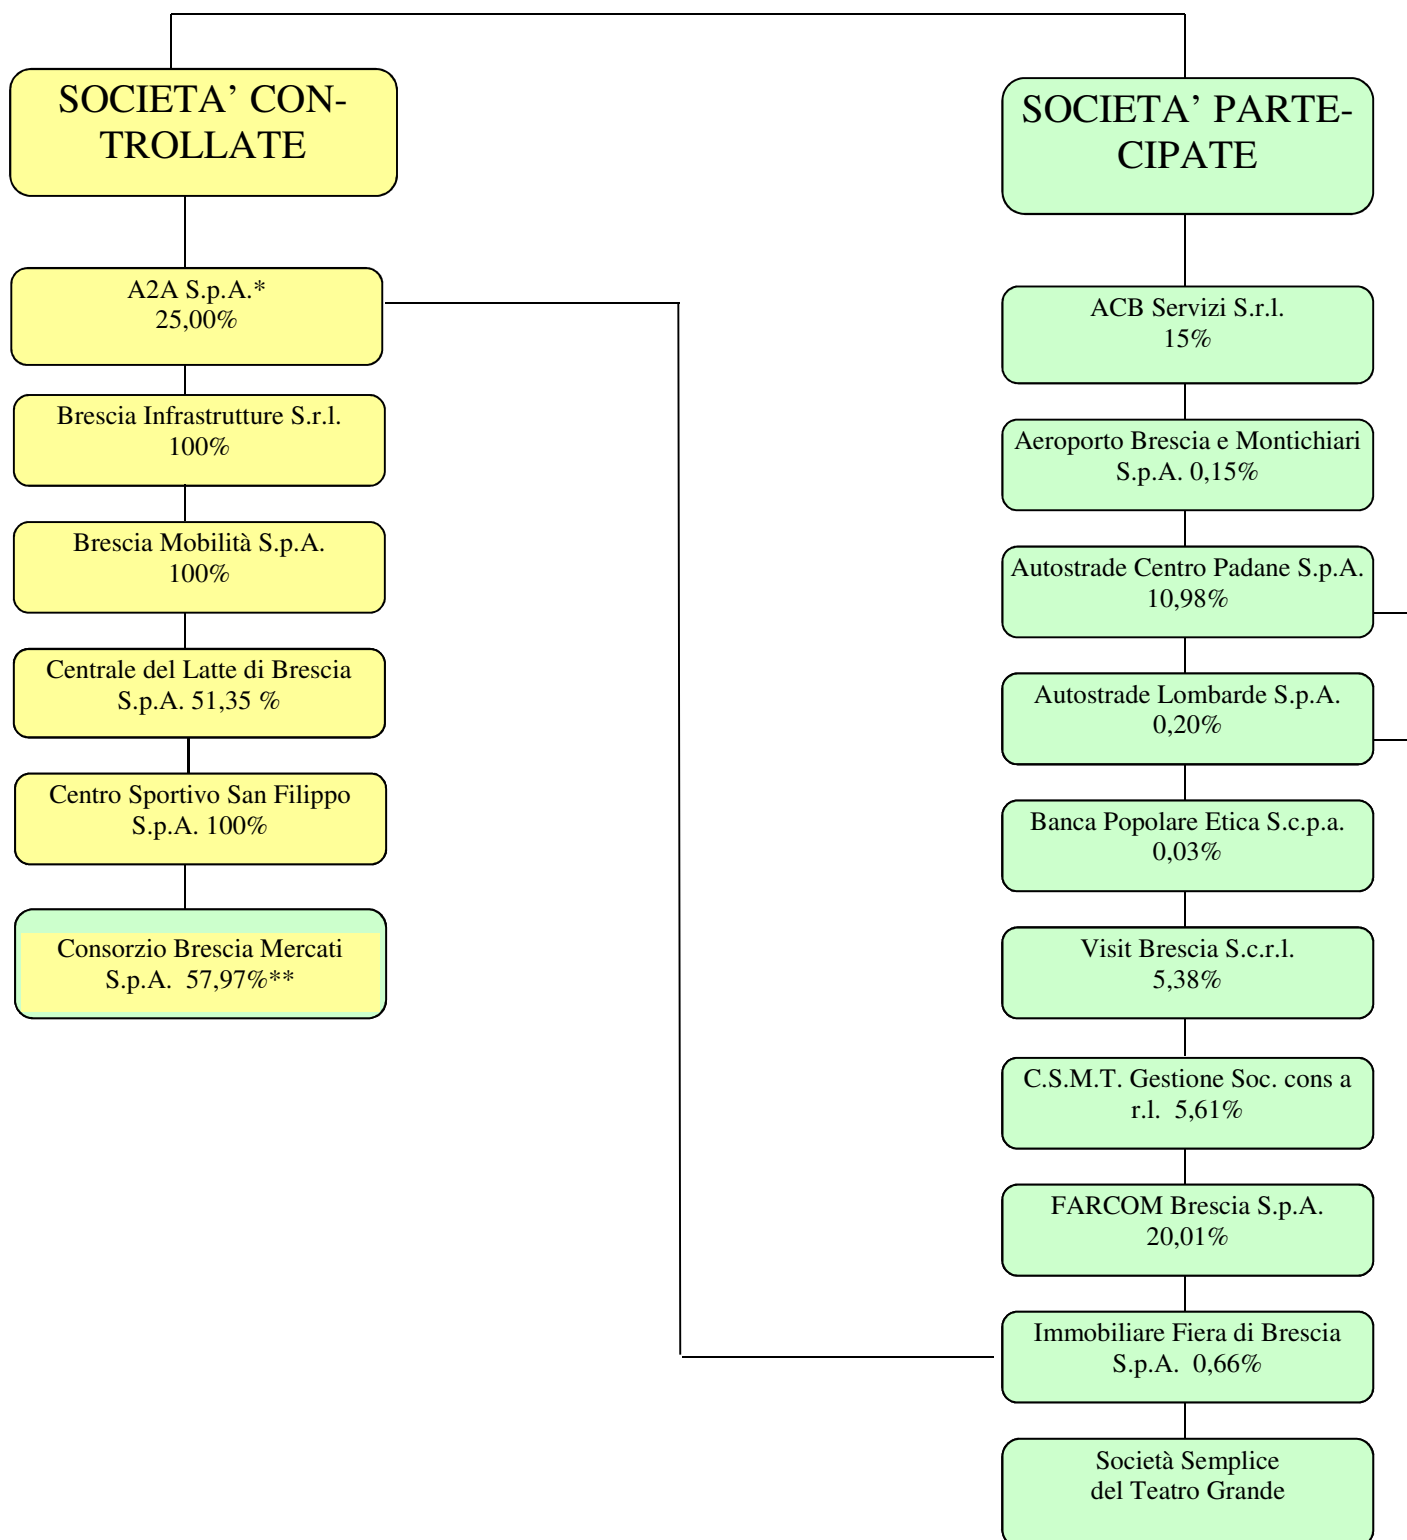 SOCIETA’ CON-
TROLLATE
A2A S.p.A.*
25,00%
Brescia Infrastrutture S.r.l.
100%
Brescia Mobilità S.p.A.
100%
Centrale del Latte di Brescia
S.p.A. 51,35 %
Centro Sportivo San Filippo
S.p.A. 100%
Consorzio Brescia Mercati
S.p.A.  57,97%**
SOCIETA’ PARTE-
CIPATE
ACB Servizi S.r.l.
15%
Aeroporto Brescia e Montichiari
S.p.A. 0,15%
Autostrade Centro Padane S.p.A.
10,98%
Autostrade Lombarde S.p.A.
0,20%
Banca Popolare Etica S.c.p.a.
0,03%
Visit Brescia S.c.r.l.
5,38%
C.S.M.T. Gestione Soc. cons a
r.l.  5,61%
FARCOM Brescia S.p.A.
20,01%
Immobiliare Fiera di Brescia
S.p.A.  0,66%
Società Semplice
del Teatro Grande